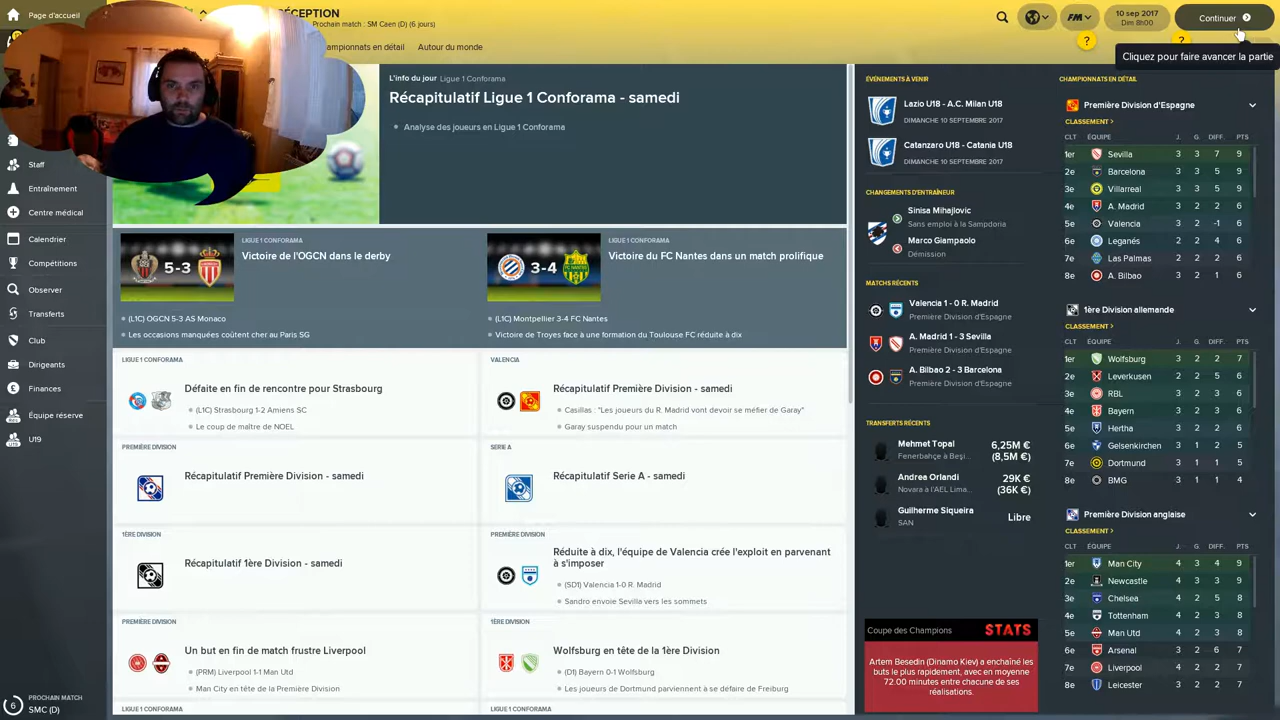 Page d'accueil
RÉCEPTION
Prochain match : SM Caen (D) (6 jours)
FM
10 sep 2017
Dim 8h00
Continuer
?
?
Cliquez pour faire avancer la partie
championnats en détail
Autour du monde
Staff
Entraînement
Centre médical
Calendrier
Compétitions
Observer
Transferts
Club
Dirigeants
Finances
Équipe réserve
U19
6
PROCHAIN MATCH
SMC (D)
L'info du jour Ligue 1 Conforama
Récapitulatif Ligue 1 Conforama - samedi
Analyse des joueurs en Ligue 1 Conforama
5-3
LIGUE 1 CONFORAMA
Victoire de l'OGCN dans le derby
(L1C) OGCN 5-3 AS Monaco
Les occasions manquées coûtent cher au Paris SG
3-4
LIGUE 1 CONFORAMA
Victoire du FC Nantes dans un match prolifique
(L1C) Montpellier 3-4 FC Nantes
Victoire de Troyes face à une formation du Toulouse FC réduite à dix
LIGUE 1 CONFORAMA
Défaite en fin de rencontre pour Strasbourg
(L1C) Strasbourg 1-2 Amiens SC
Le coup de maître de NOEL
VALENCIA
Récapitulatif Première Division - samedi
Casillas : "Les joueurs du R. Madrid vont devoir se méfier de Garay"
Garay suspendu pour un match
PREMIÈRE DIVISION
Récapitulatif Première Division - samedi
SERIE A
Récapitulatif Serie A - samedi
1ÈRE DIVISION
Récapitulatif 1ère Division - samedi
PREMIÈRE DIVISION
Réduite à dix, l'équipe de Valencia crée l'exploit en parvenant
à s'imposer
(SD1) Valencia 1-0 R. Madrid
Sandro envoie Sevilla vers les sommets
PREMIÈRE DIVISION
Un but en fin de match frustre Liverpool
(PRM) Liverpool 1-1 Man Utd
Man City en tête de la Première Division
1ÈRE DIVISION
Wolfsburg en tête de la 1ère Division
(D1) Bayern 0-1 Wolfsburg
Les joueurs de Dortmund parviennent à se défaire de Freiburg
LIGUE 1 CONFORAMA
LIGUE 1 CONFORAMA
ÉVÉNEMENTS À VENIR
Lazio U18 - A.C. Milan U18
DIMANCHE 10 SEPTEMBRE 2017
Catanzaro U18 - Catania U18
DIMANCHE 10 SEPTEMBRE 2017
CHANGEMENTS D'ENTRAÎNEUR
Sinisa Mihajlovic
Sans emploi à la Sampdoria
Marco Giampaolo
Démission
MATCHS RÉCENTS
Valencia 1 - 0 R. Madrid
Première Division d'Espagne
A. Madrid 1 - 3 Sevilla
Première Division d'Espagne
A. Bilbao 2 - 3 Barcelona
Première Division d'Espagne
TRANSFERTS RÉCENTS
Mehmet Topal 6,25M €
Fenerbahçe à Beşi... (8,5M €)
Andrea Orlandi 29K €
Novara à l'AEL Lima... (36K €)
Guilherme Siqueira Libre
SAN
Coupe des Champions STATS
Artem Besedin (Dinamo Kiev) a enchaîné les
buts le plus rapidement, avec en moyenne
72.00 minutes entre chacune de ses
réalisations.
CHAMPIONNATS EN DÉTAIL
Première Division d'Espagne
CLASSEMENT >
CLT ÉQUIPE J. G. DIFF. PTS
1er Sevilla 3 3 7 9
2e Barcelona 3 3 5 9
3e Villarreal 3 3 5 9
4e A. Madrid 3 2 2 6
5e Valencia 3 2 -1 6
6e Leganés 2 2 4 6
7e Las Palmas 2 2 2 6
8e A. Bilbao 3 2 1 6
1ère Division allemande
CLASSEMENT >
CLT ÉQUIPE J. G. DIFF. PTS
1er Wolfsburg 3 2 2 7
2e Leverkusen 2 2 5 6
3e RBL 3 2 3 6
4e Bayern 3 2 2 6
5e Hertha 3 2 2 6
6e Gelsenkirchen 3 1 2 5
7e Dortmund 3 1 1 5
8e BMG 3 1 1 4
Première Division anglaise
CLASSEMENT >
CLT ÉQUIPE J. G. DIFF. PTS
1er Man City 4 3 4 9
2e Newcastle 4 3 3 9
3e Chelsea 4 2 5 8
4e Tottenham 4 2 3 8
5e Man Utd 4 2 3 8
6e Arsenal 3 2 6 7
7e Liverpool 4 2 2 7
8e Leicester 3 2 2 7